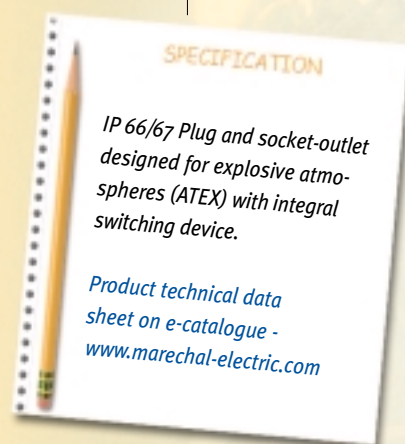 SPECIFICATION
IP 66/67 Plug and socket-outlet
designed for explosive atmo-
spheres (ATEX) with integral
switching device.
Product technical data
sheet on e-catalogue -
www.marechal-electric.com